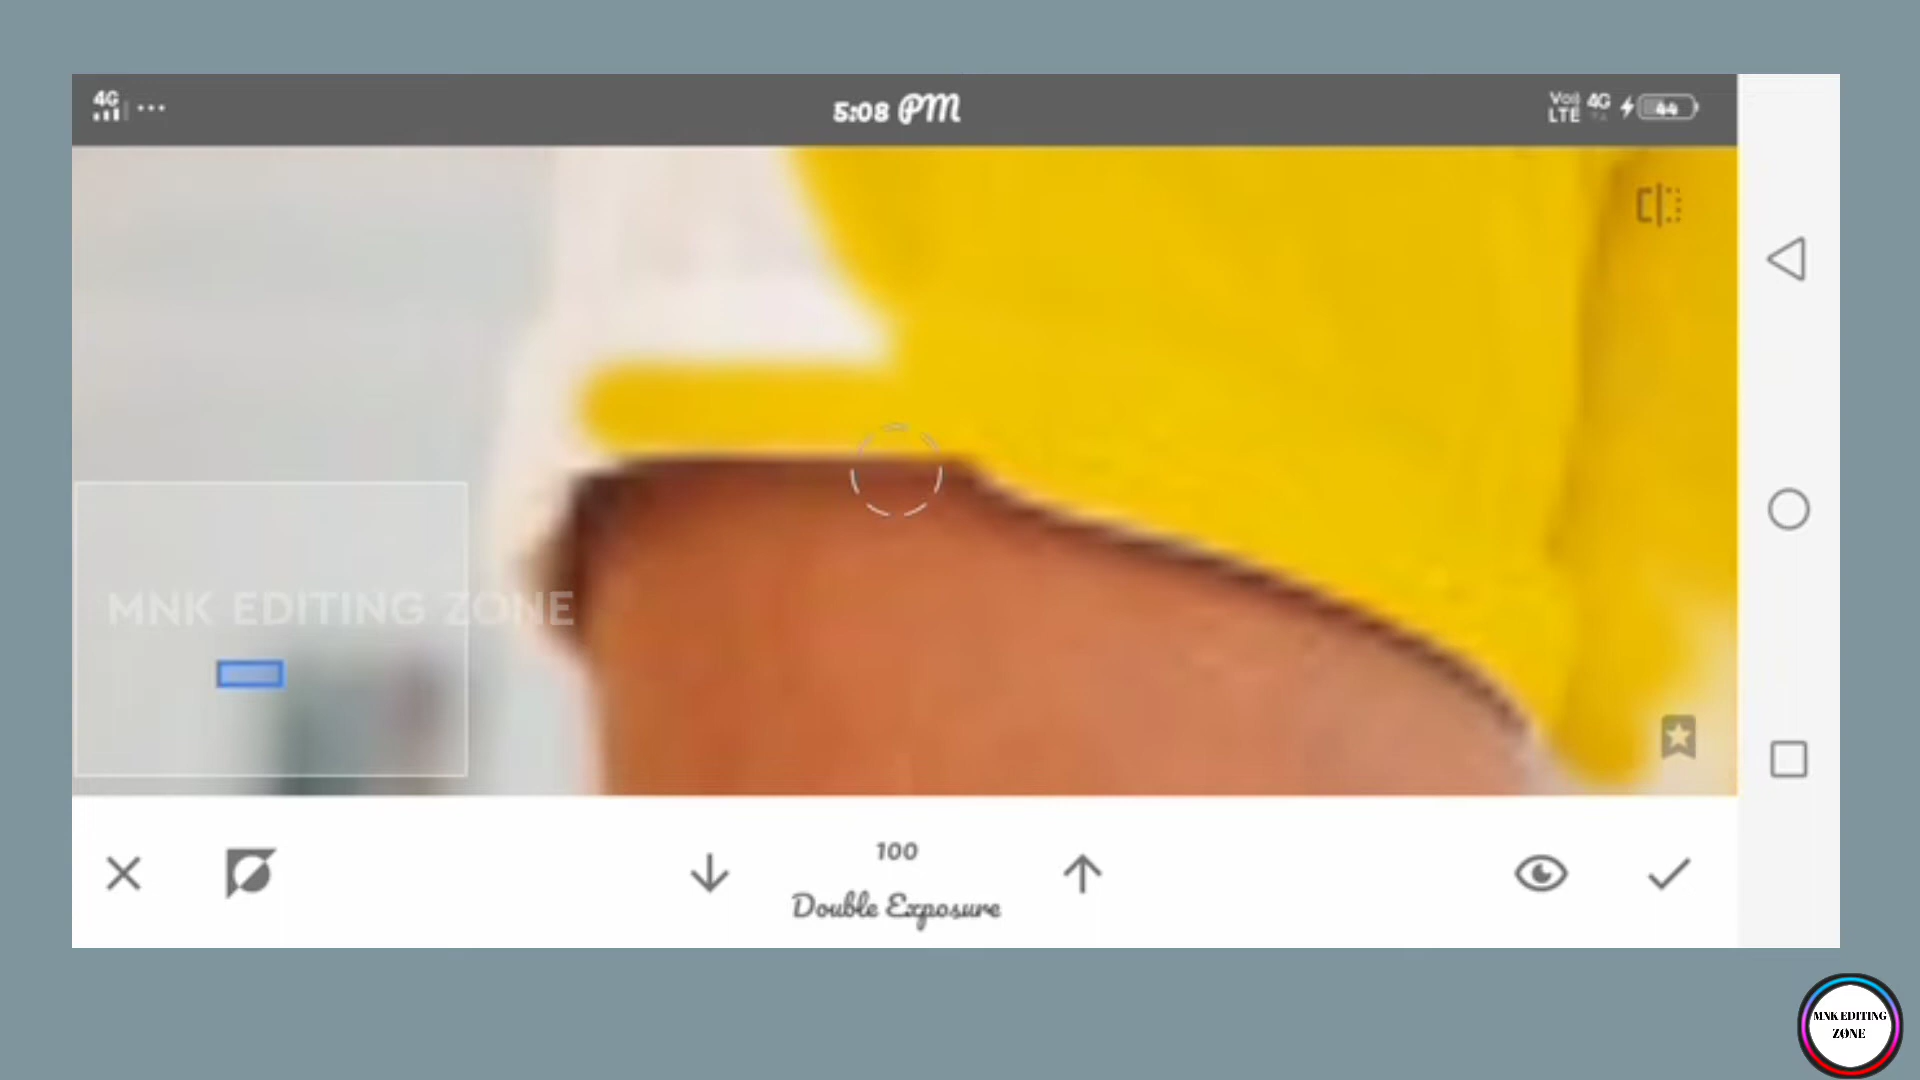 4G
5:08 PM
Vo)
LTE
4G
44
MNK EDITING ZONE
100
Double Exposure
MNK EDITING
ZONE